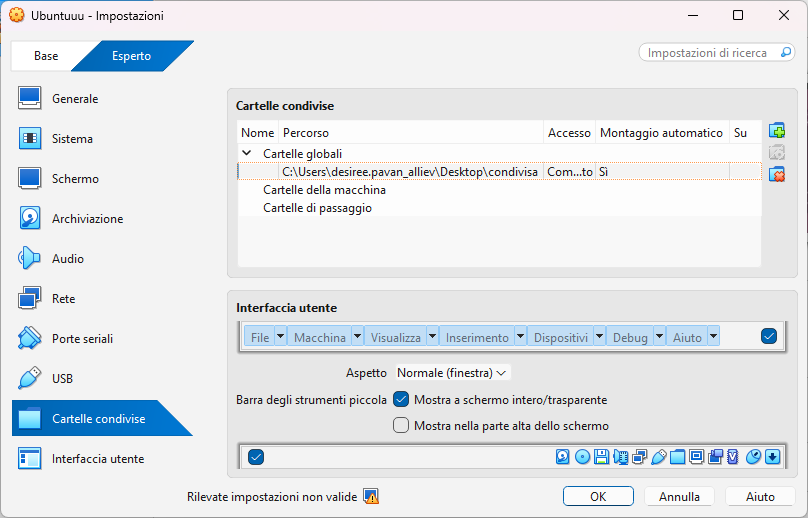 Ubuntuuu - Impostazioni
Base Esperto Impostazioni di ricerca
Generale
Sistema
Schermo
Archiviazione
Audio
Rete
Porte seriali
USB
Cartelle condivise
Interfaccia utente
Cartelle condivise
Nome Percorso Accesso Montaggio automatico Su
Cartelle globali
C:\Users\desiree.pavan_alliev\Desktop\condivisa Com...to Sì
Cartelle della macchina
Cartelle di passaggio
Interfaccia utente
File Macchina Visualizza Inserimento Dispositivi Debug Aiuto
Aspetto Normale (finestra)
Barra degli strumenti piccola Mostra a schermo intero/trasparente
Mostra nella parte alta dello schermo
Rilevate impostazioni non valide OK Annulla Aiuto